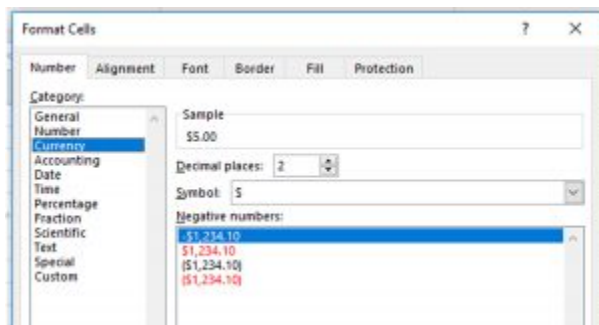 Format Cells ? ×
Number Alignment Font Border Fill Protection
Category:
General
Number
Currency
Accounting
Date
Time
Percentage
Fraction
Scientific
Text
Special
Custom
Sample
$5.00
Decimal places: 2
Symbol: $
Negative numbers:
-$1,234.10
$1,234.10
($1,234.10)
($1,234.10)